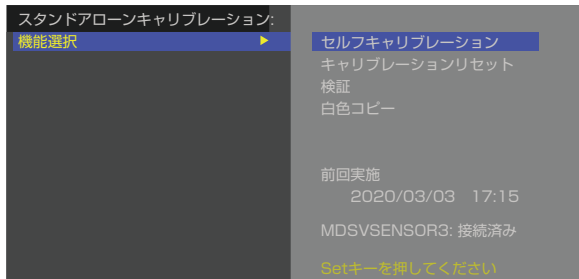 スタンドアローンキャリブレーション:
機能選択 ▶
セルフキャリブレーション
キャリブレーションリセット
検証
白色コピー
前回実施
2020/03/03 17:15
MDSVSENSOR3: 接続済み
Setキーを押してください